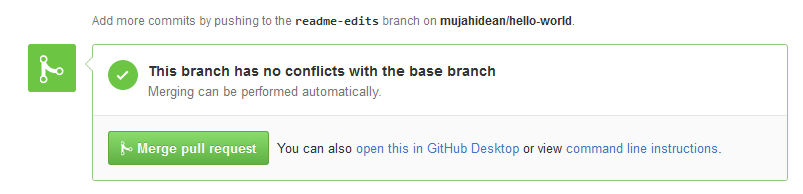 Add more commits by pushing to the readme-edits branch on mujahidean/hello-world.
This branch has no conflicts with the base branch
Merging can be performed automatically.
Merge pull request You can also open this in GitHub Desktop or view command line instructions.